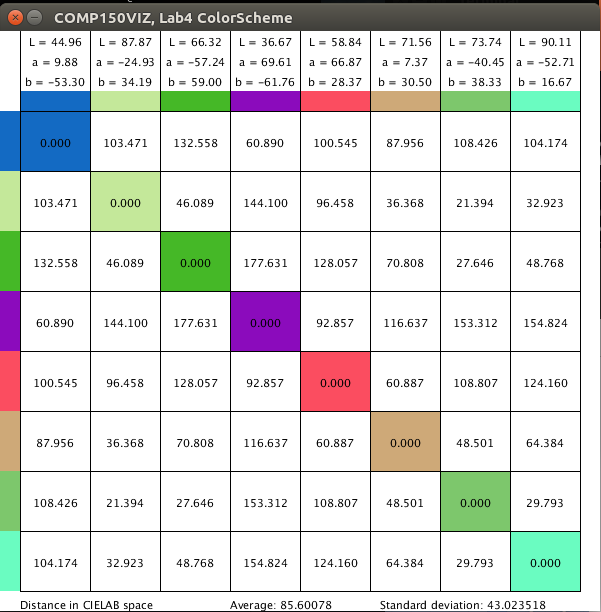 COMP150VIZ, Lab4 ColorScheme
L = 44.96 L = 87.87 L = 66.32 L = 36.67 L = 58.84 L = 71.56 L = 73.74 L = 90.11
a = 9.88 a = -24.93 a = -57.24 a = 69.61 a = 66.87 a = 7.37 a = -40.45 a = -52.71
b = -53.30 b = 34.19 b = 59.00 b = -61.76 b = 28.37 b = 30.50 b = 38.33 b = 16.67
0.000 103.471 132.558 60.890 100.545 87.956 108.426 104.174
103.471 0.000 46.089 144.100 96.458 36.368 21.394 32.923
132.558 46.089 0.000 177.631 128.057 70.808 27.646 48.768
60.890 144.100 177.631 0.000 92.857 116.637 153.312 154.824
100.545 96.458 128.057 92.857 0.000 60.887 108.807 124.160
87.956 36.368 70.808 116.637 60.887 0.000 48.501 64.384
108.426 21.394 27.646 153.312 108.807 48.501 0.000 29.793
104.174 32.923 48.768 154.824 124.160 64.384 29.793 0.000
Distance in CIELAB space Average: 85.60078 Standard deviation: 43.023518